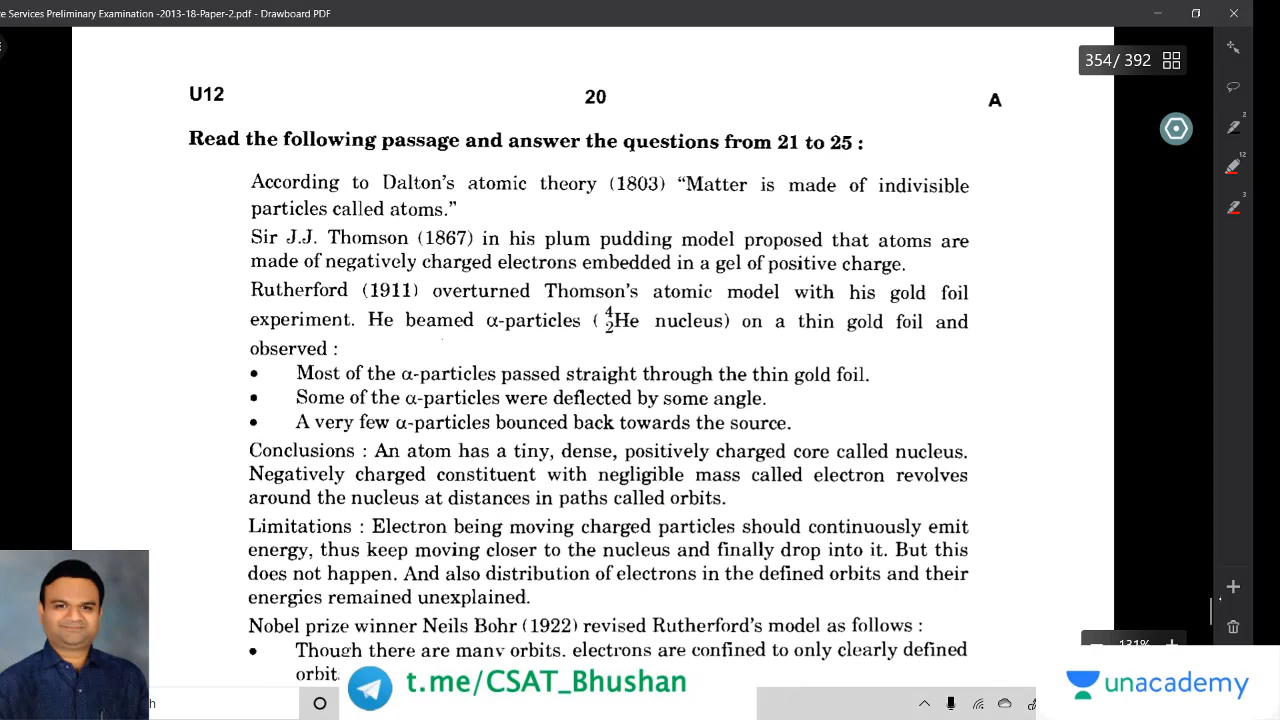 e Services Preliminary Examination -2013-18-Paper-2.pdf - Drawboard PDF
354/ 392
U12
20
A
Read the following passage and answer the questions from 21 to 25 :
According to Dalton's atomic theory (1803) “Matter is made of indivisible
particles called atoms.”
Sir J.J. Thomson (1867) in his plum pudding model proposed that atoms are
made of negatively charged electrons embedded in a gel of positive charge.
Rutherford (1911) overturned Thomson's atomic model with his gold foil
experiment. He beamed α-particles ( ⁴₂He nucleus) on a thin gold foil and
observed :
• Most of the α-particles passed straight through the thin gold foil.
• Some of the α-particles were deflected by some angle.
• A very few α-particles bounced back towards the source.
Conclusions : An atom has a tiny, dense, positively charged core called nucleus.
Negatively charged constituent with negligible mass called electron revolves
around the nucleus at distances in paths called orbits.
Limitations : Electron being moving charged particles should continuously emit
energy, thus keep moving closer to the nucleus and finally drop into it. But this
does not happen. And also distribution of electrons in the defined orbits and their
energies remained unexplained.
Nobel prize winner Neils Bohr (1922) revised Rutherford's model as follows :
• Though there are many orbits, electrons are confined to only clearly defined
orbit
131%
t.me/CSAT_Bhushan
unacademy
h
2
12
3